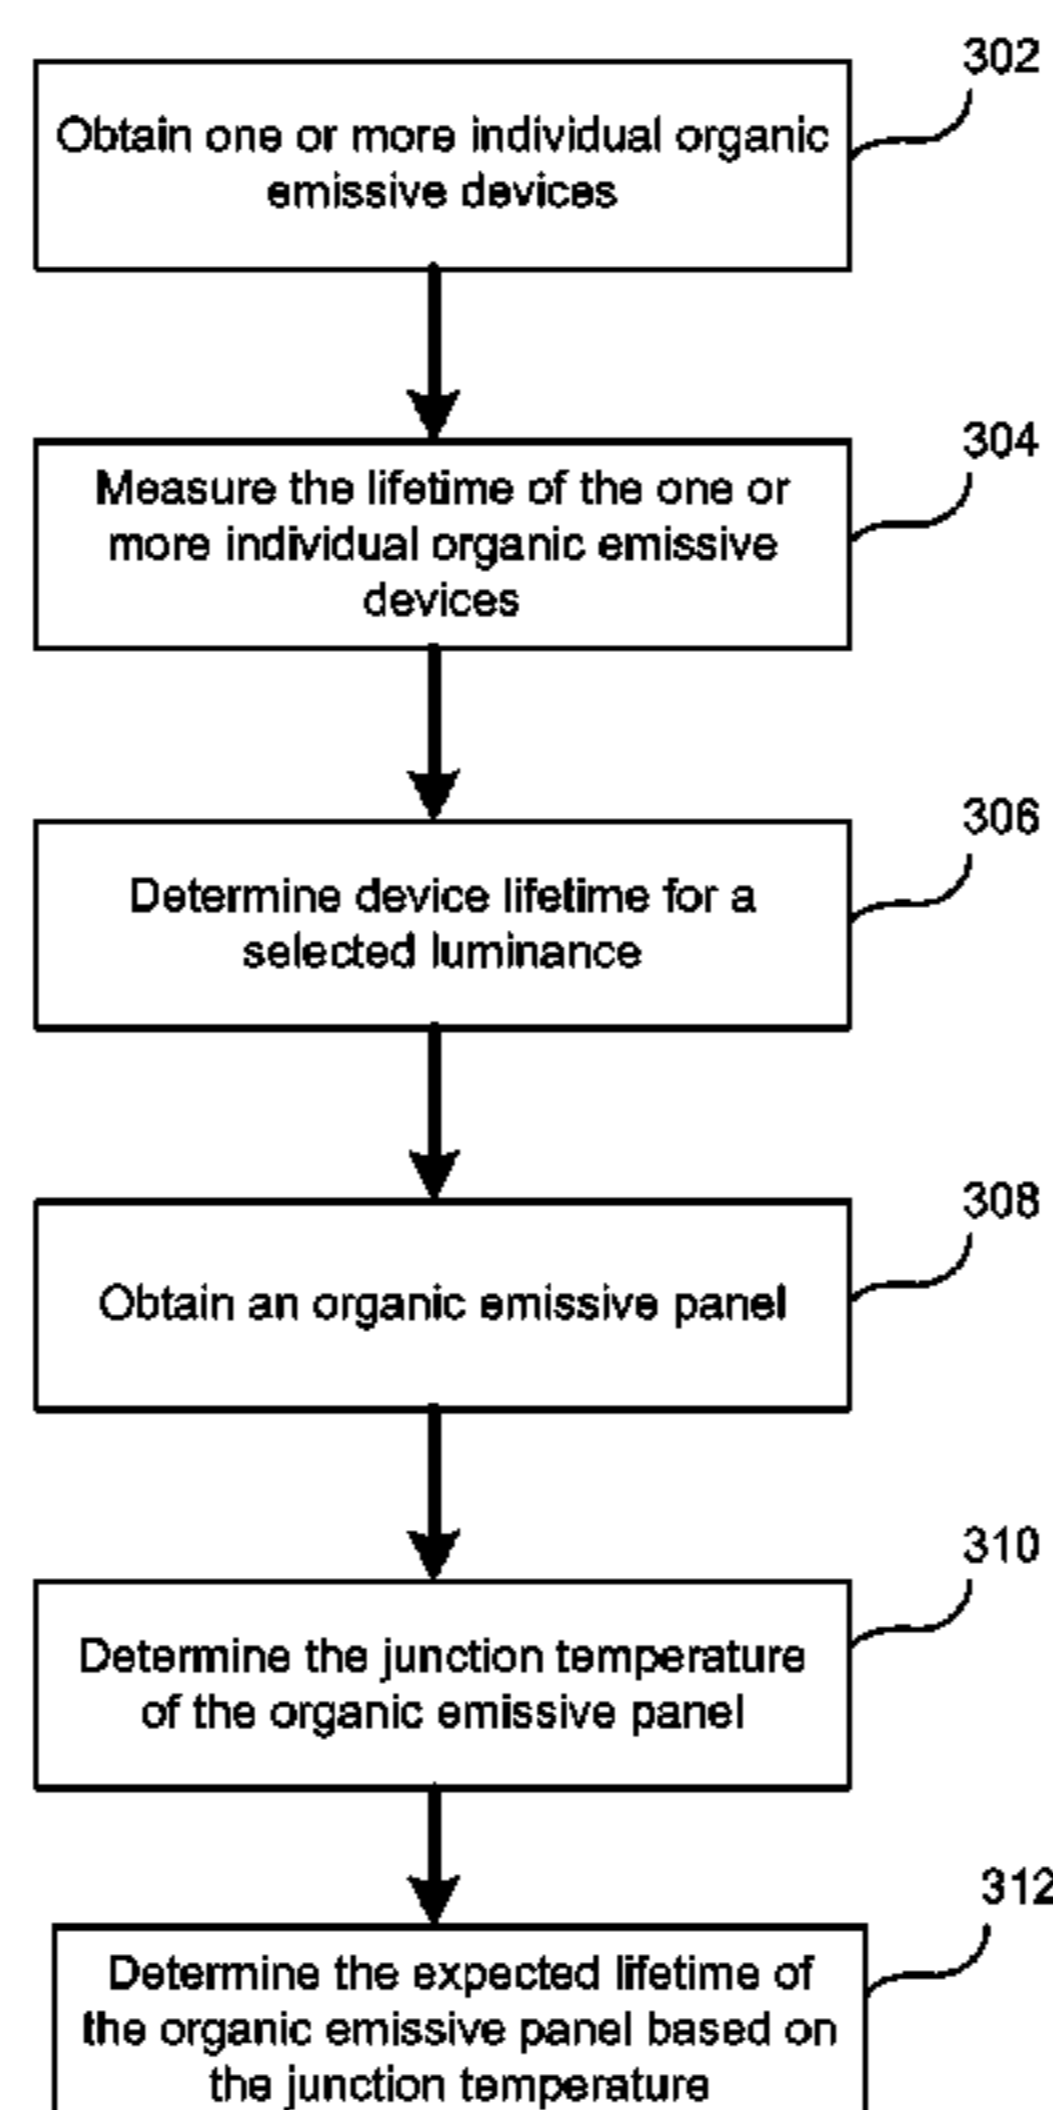 302
Obtain one or more individual organic
emissive devices
304
Measure the lifetime of the one or
more individual organic emissive
devices
306
Determine device lifetime for a
selected luminance
308
Obtain an organic emissive panel
310
Determine the junction temperature
of the organic emissive panel
312
Determine the expected lifetime of
the organic emissive panel based on
the junction temperature